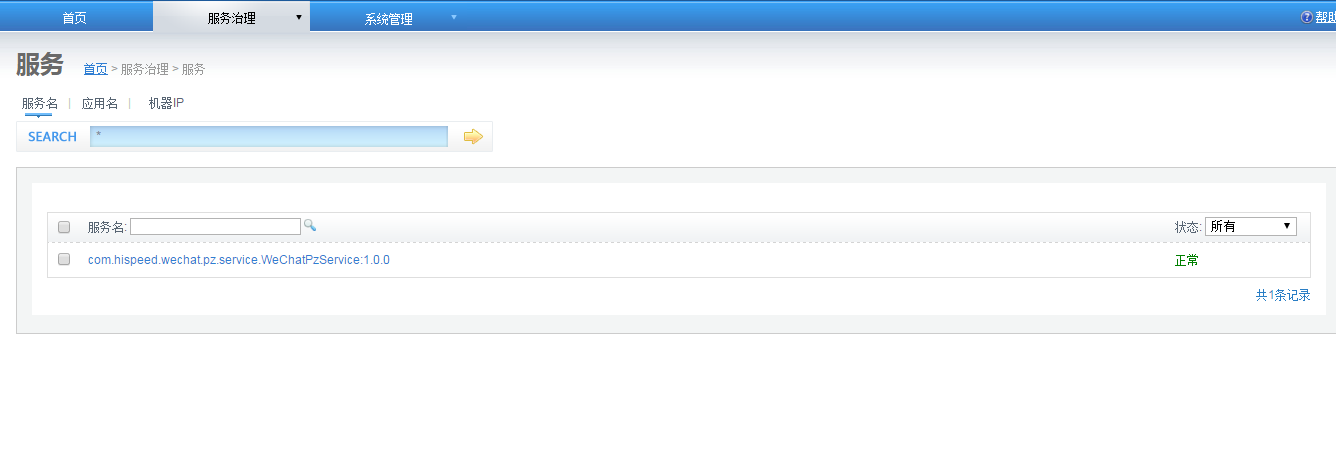 首页 服务治理 ▼ 系统管理 ▼ ? 帮助
服务 首页 > 服务治理 > 服务
服务名 | 应用名 | 机器IP
SEARCH *
服务名: 状态: 所有 ▼
com.hispeed.wechat.pz.service.WeChatPzService:1.0.0 正常
共1条记录